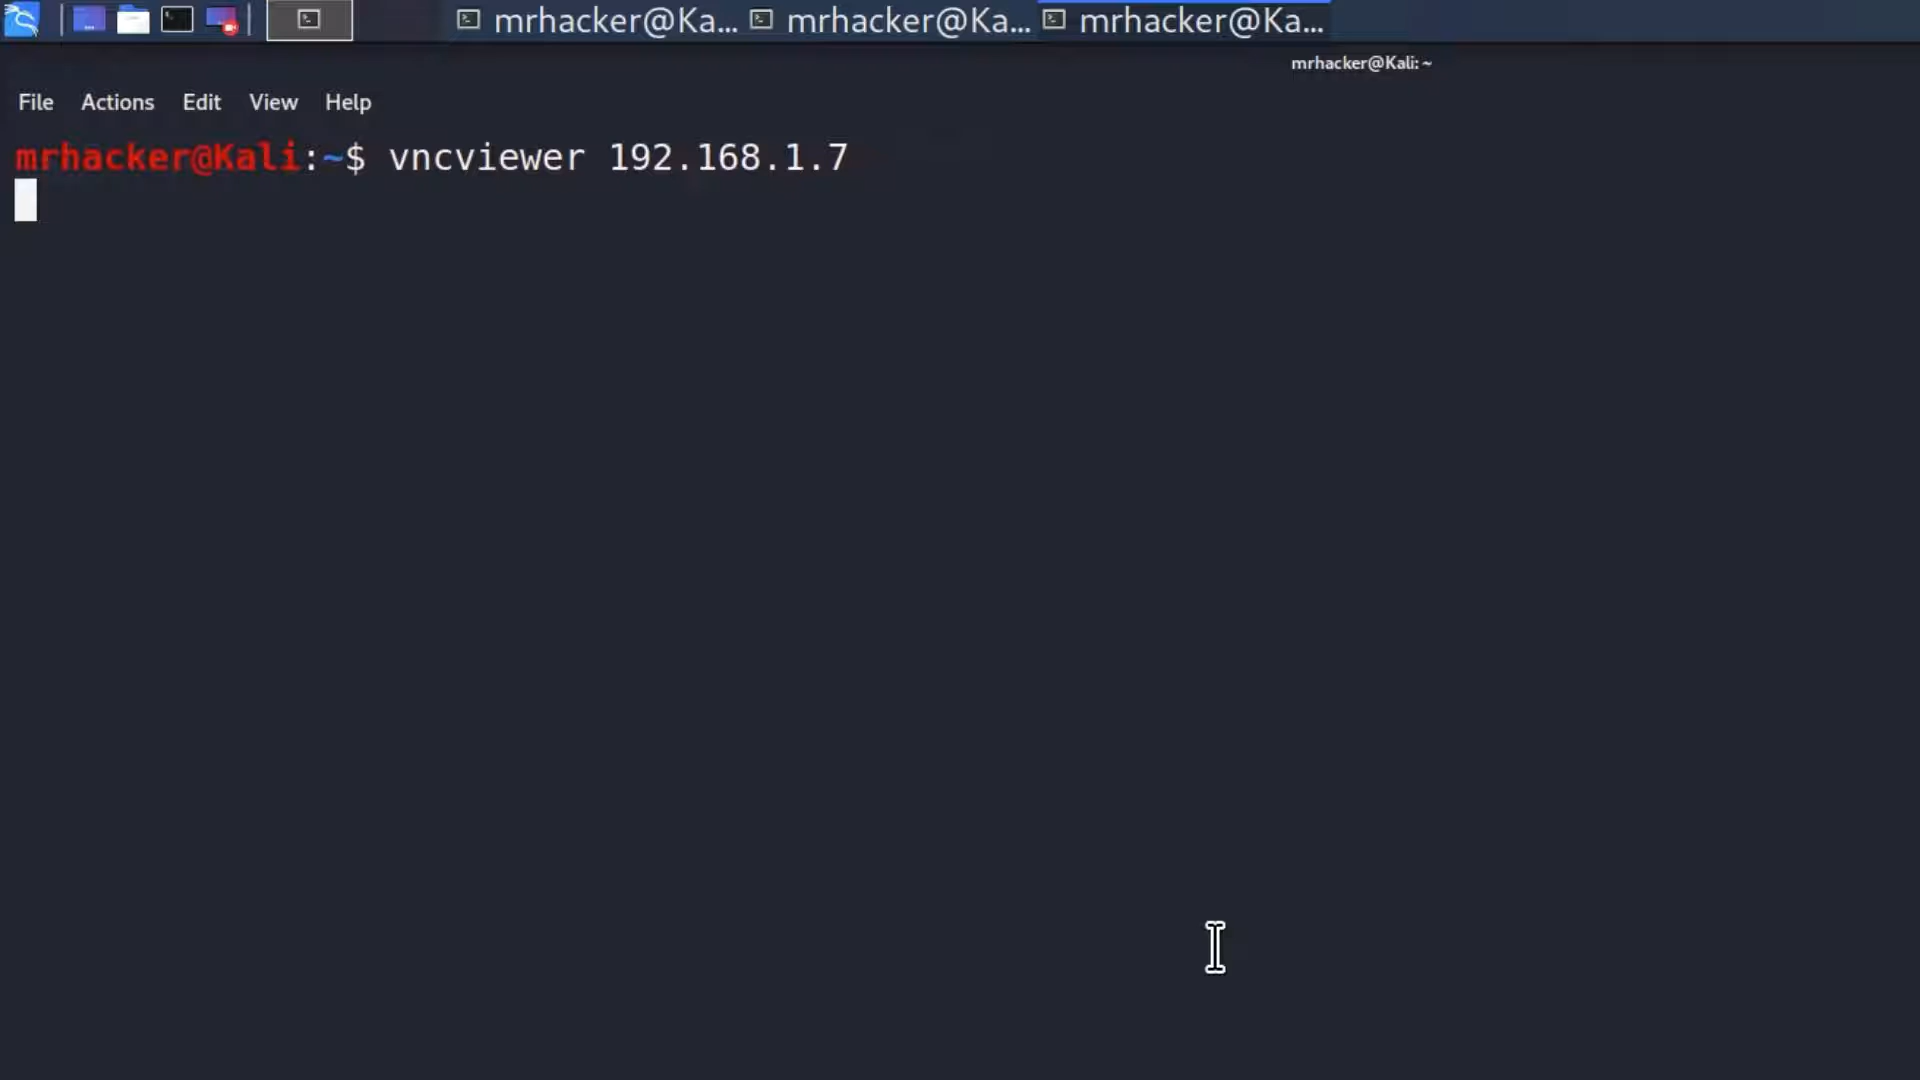 mrhacker@Ka... mrhacker@Ka... mrhacker@Ka...
mrhacker@Kali: ~
File Actions Edit View Help
mrhacker@Kali:~$ vncviewer 192.168.1.7